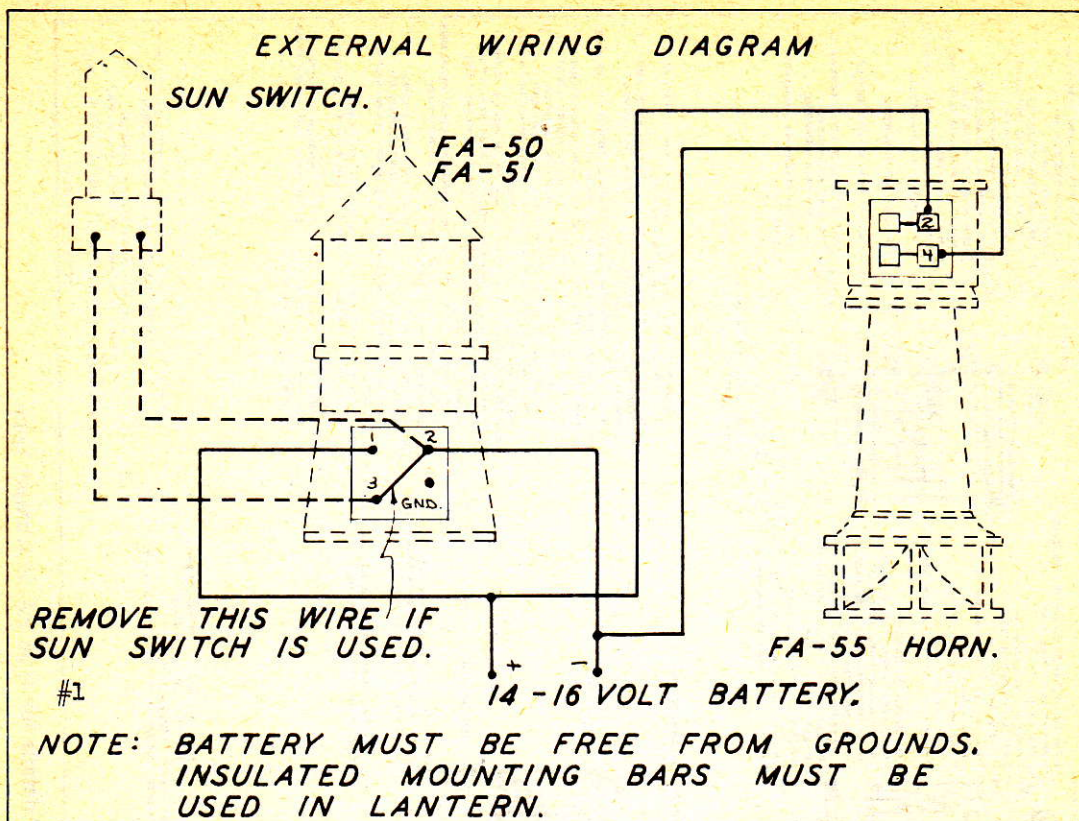 EXTERNAL WIRING DIAGRAM
SUN SWITCH.
FA-50
FA-51
2
4
1
2
3
GND.
REMOVE THIS WIRE IF
SUN SWITCH IS USED.
FA-55 HORN.
+
-
#1
14-16 VOLT BATTERY.
NOTE: BATTERY MUST BE FREE FROM GROUNDS.
INSULATED MOUNTING BARS MUST BE
USED IN LANTERN.